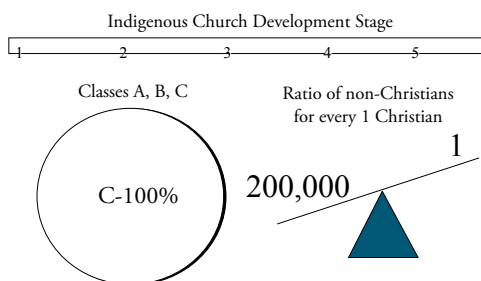 Indigenous Church Development Stage
1 2 3 4 5
Classes A, B, C
C-100%
Ratio of non-Christians
for every 1 Christian
1
200,000